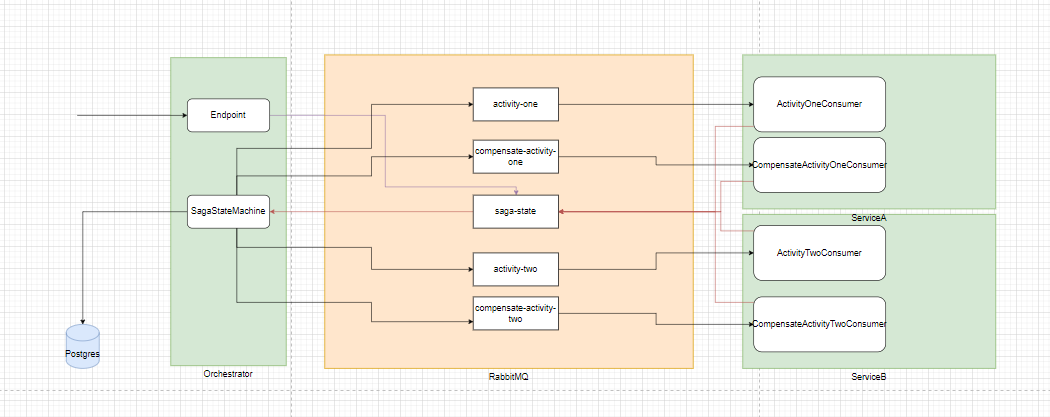 Endpoint
SagaStateMachine
Postgres
Orchestrator
activity-one
compensate-activity-
one
saga-state
activity-two
compensate-activity-
two
RabbitMQ
ActivityOneConsumer
CompensateActivityOneConsumer
ServiceA
ActivityTwoConsumer
CompensateActivityTwoConsumer
ServiceB